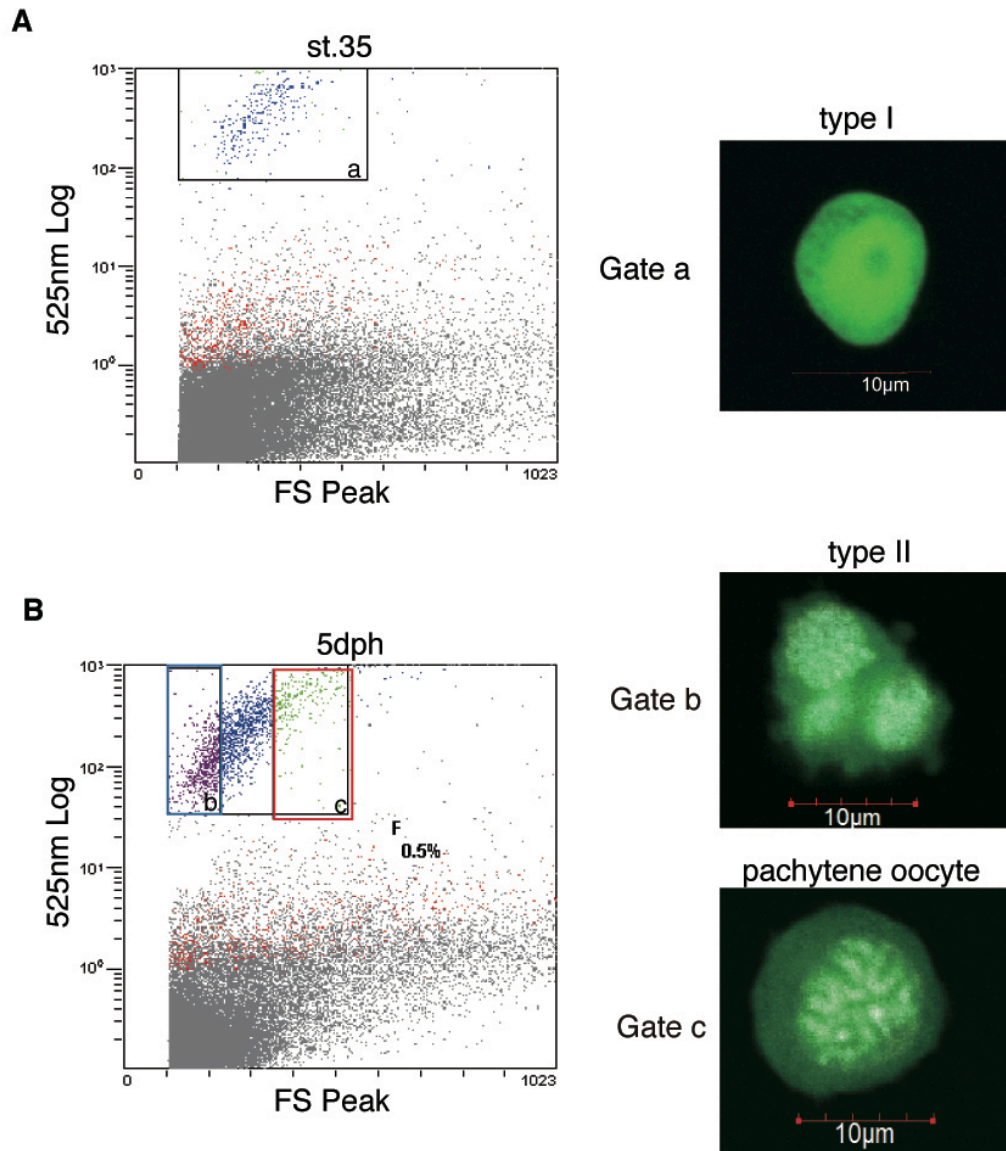 A
st.35
10³
10²
10¹
10⁰
525nm Log
a
0
1023
FS Peak
type I
Gate a
10μm
B
5dph
10³
10²
10¹
10⁰
525nm Log
b
c
F
0.5%
0
1023
FS Peak
type II
Gate b
10μm
pachytene oocyte
Gate c
10μm